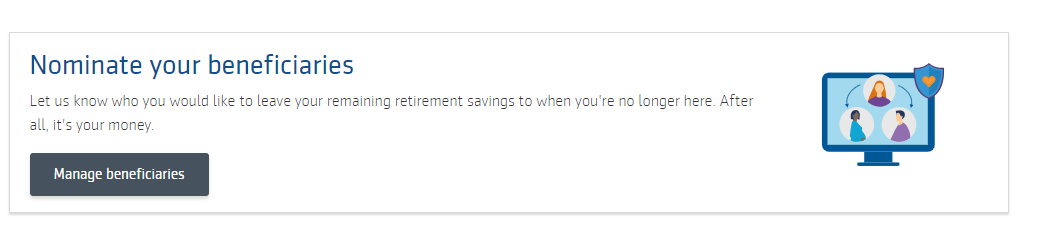 Nominate your beneficiaries
Let us know who you would like to leave your remaining retirement savings to when you're no longer here. After
all, it's your money.
Manage beneficiaries